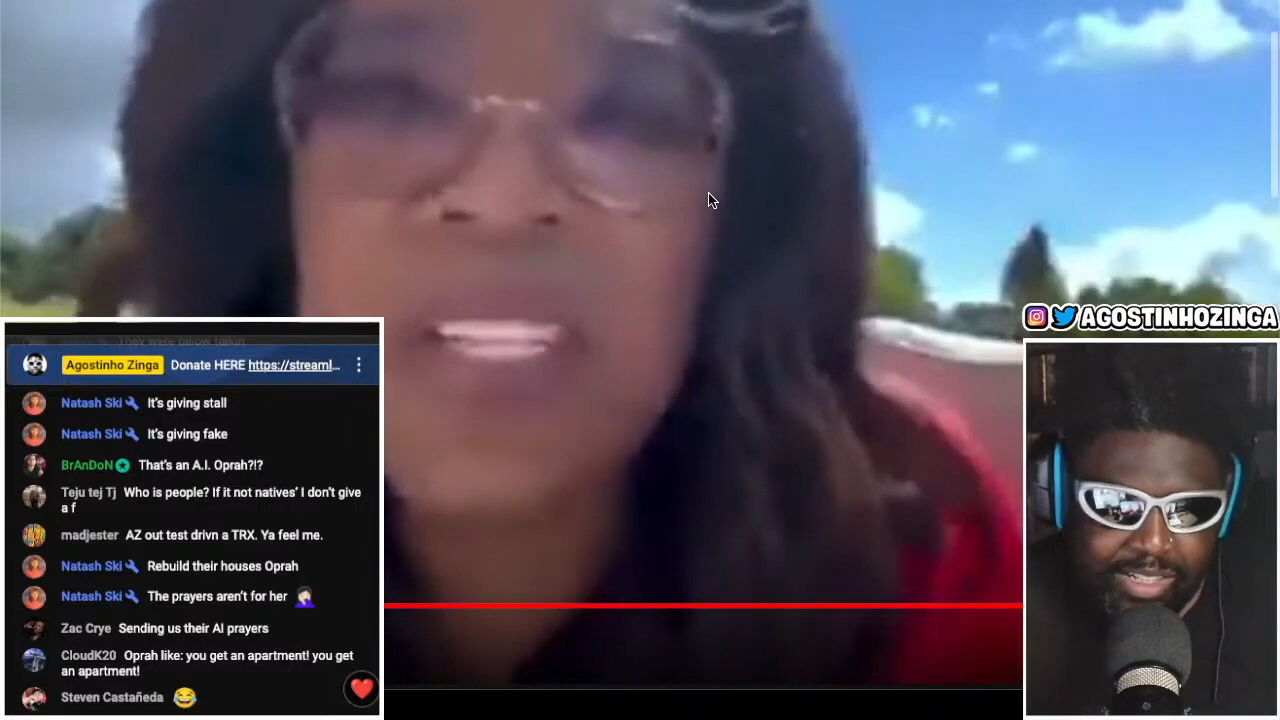 AGOSTINHOZINGA
Agostinho Zinga Donate HERE https://streaml...
Natash Ski It's giving stall
Natash Ski It's giving fake
BrAnDoN That's an A.I. Oprah?!?
Teju tej Tj Who is people? If it not natives' I don't give
a f
madjester AZ out test drivn a TRX. Ya feel me.
Natash Ski Rebuild their houses Oprah
Natash Ski The prayers aren't for her
Zac Crye Sending us their AI prayers
CloudK20 Oprah like: you get an apartment! you get
an apartment!
Steven Castañeda